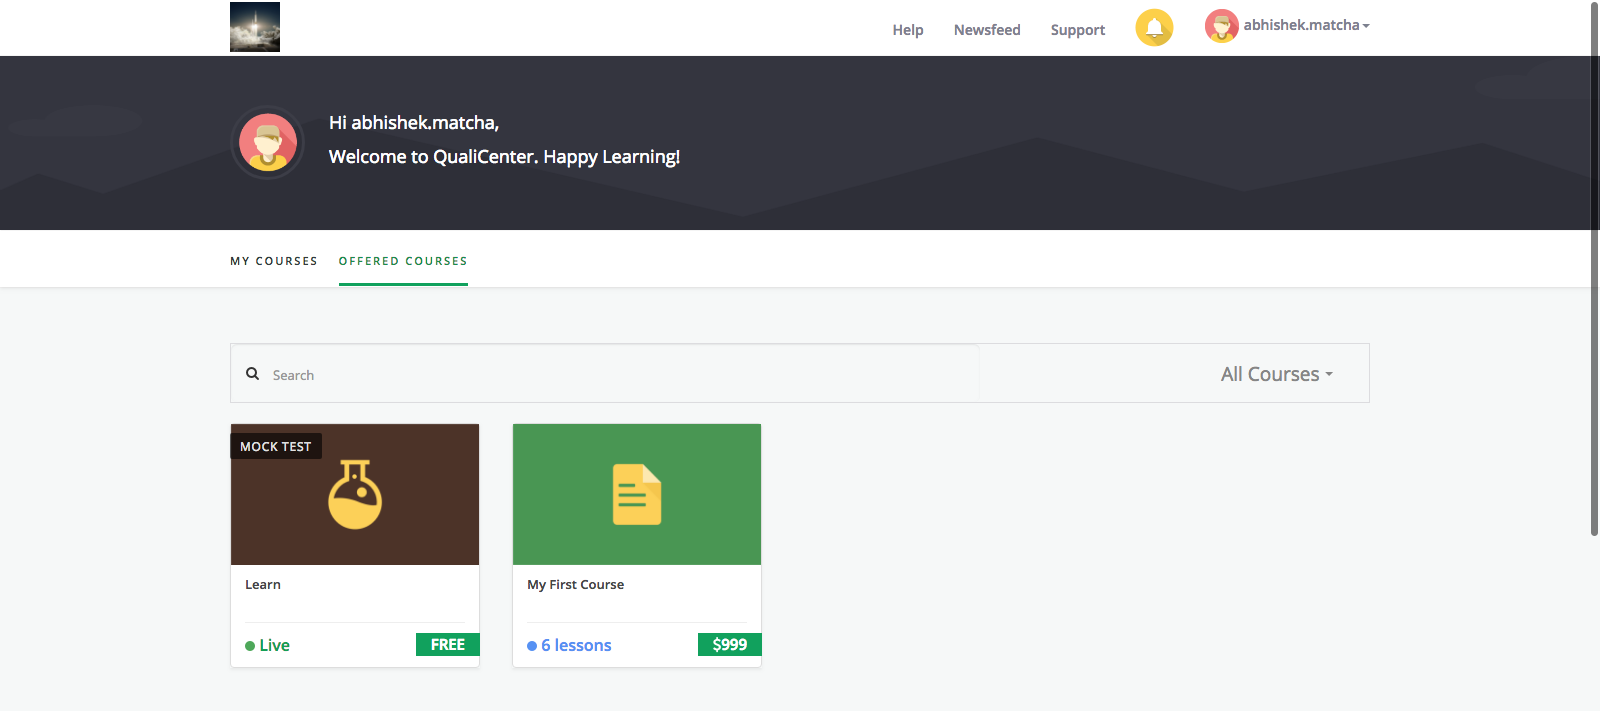 Help Newsfeed Support abhishek.matcha
Hi abhishek.matcha,
Welcome to QualiCenter. Happy Learning!
MY COURSES OFFERED COURSES
Search All Courses
MOCK TEST
Learn
Live FREE
My First Course
6 lessons $999